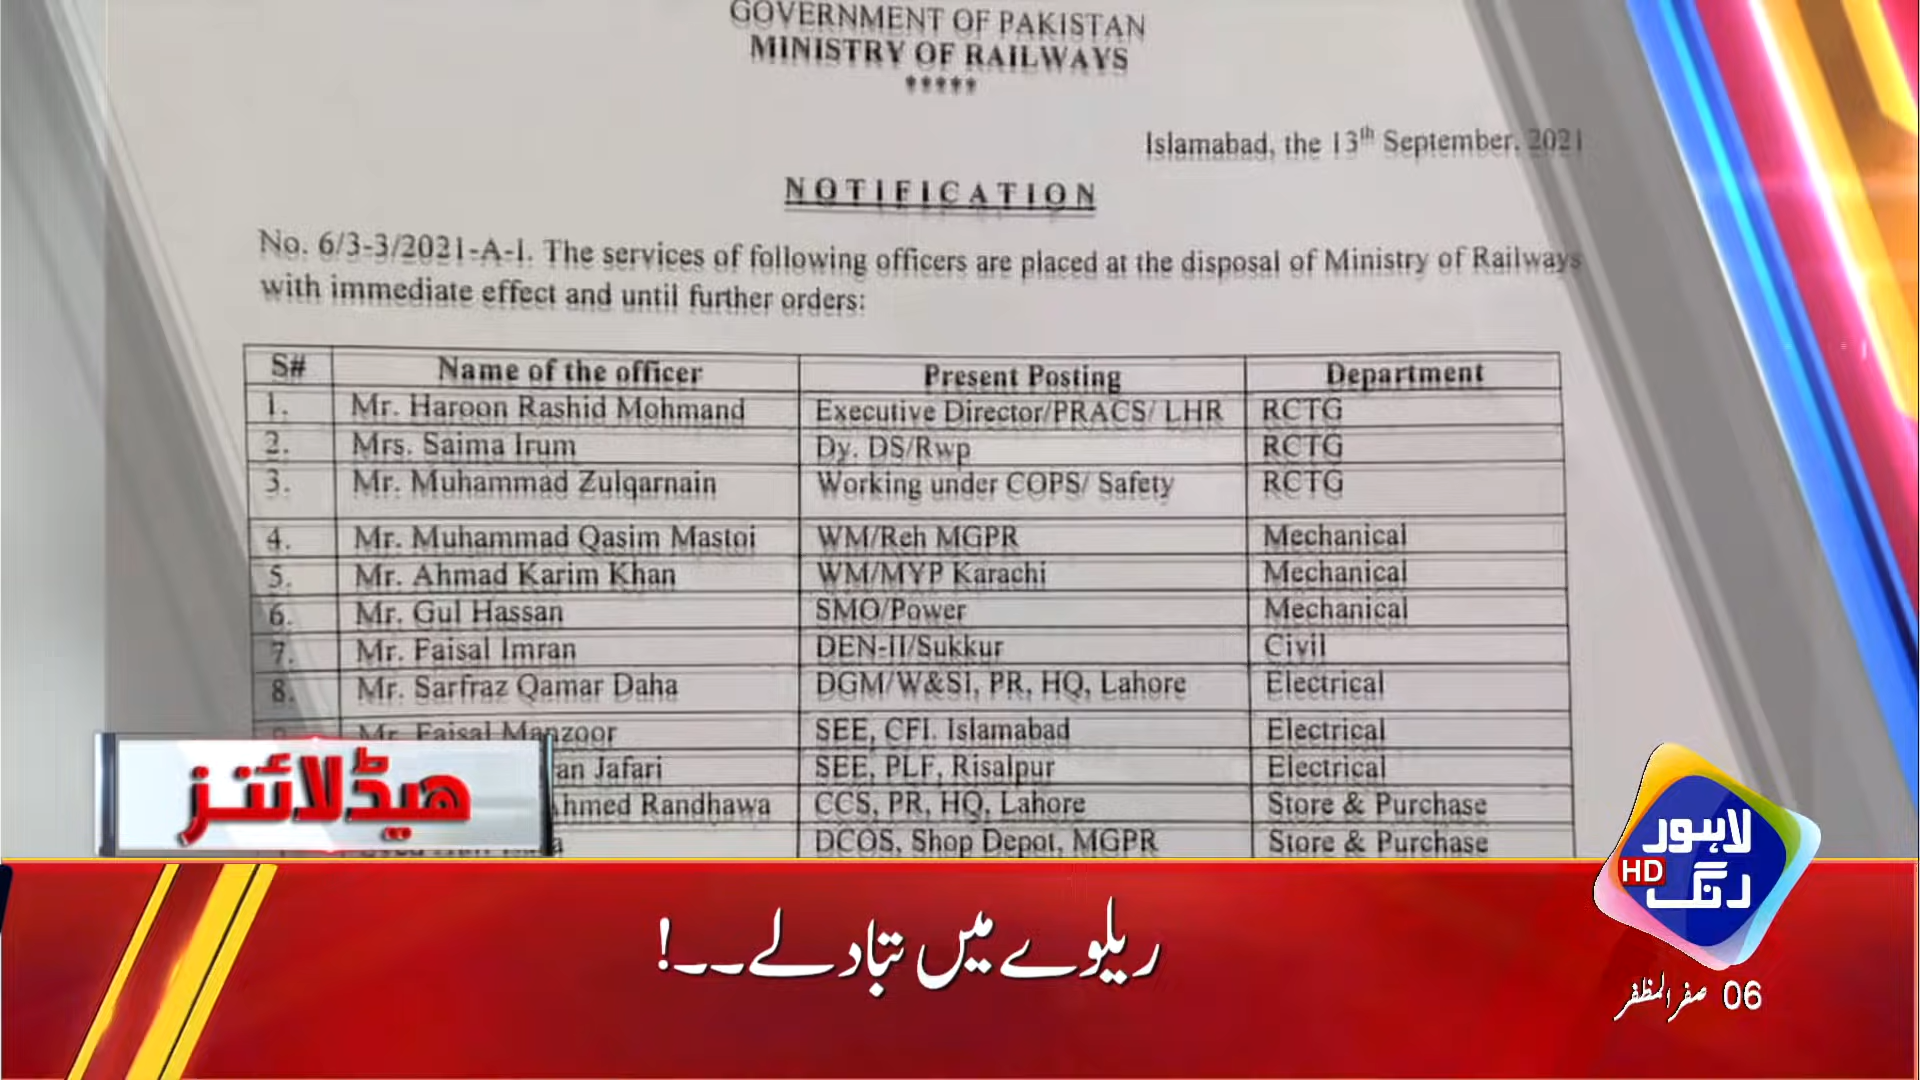 GOVERNMENT OF PAKISTAN
MINISTRY OF RAILWAYS
*****
Islamabad, the 13th September, 2021
NOTIFICATION
No. 6/3-3/2021-A-I. The services of following officers are placed at the disposal of Ministry of Railways
with immediate effect and until further orders:
S# Name of the officer Present Posting Department
1. Mr. Haroon Rashid Mohmand Executive Director/PRACS/ LHR RCTG
2. Mrs. Saima Irum Dy. DS/Rwp RCTG
3. Mr. Muhammad Zulqarnain Working under COPS/ Safety RCTG
4. Mr. Muhammad Qasim Mastoi WM/Reh MGPR Mechanical
5. Mr. Ahmad Karim Khan WM/MYP Karachi Mechanical
6. Mr. Gul Hassan SMO/Power Mechanical
7. Mr. Faisal Imran DEN-II/Sukkur Civil
8. Mr. Sarfraz Qamar Daha DGM/W&SI, PR, HQ, Lahore Electrical
9. Mr. Faisal Manzoor SEE, CFI. Islamabad Electrical
Jafari SEE, PLF, Risalpur Electrical
Ahmed Randhawa CCS, PR, HQ, Lahore Store & Purchase
DCOS, Shop Depot, MGPR Store & Purchase
ہیڈلائنز
لاہور
HD رنگ
ریلوے میں تبادلے۔۔!
06 صفر المظفر